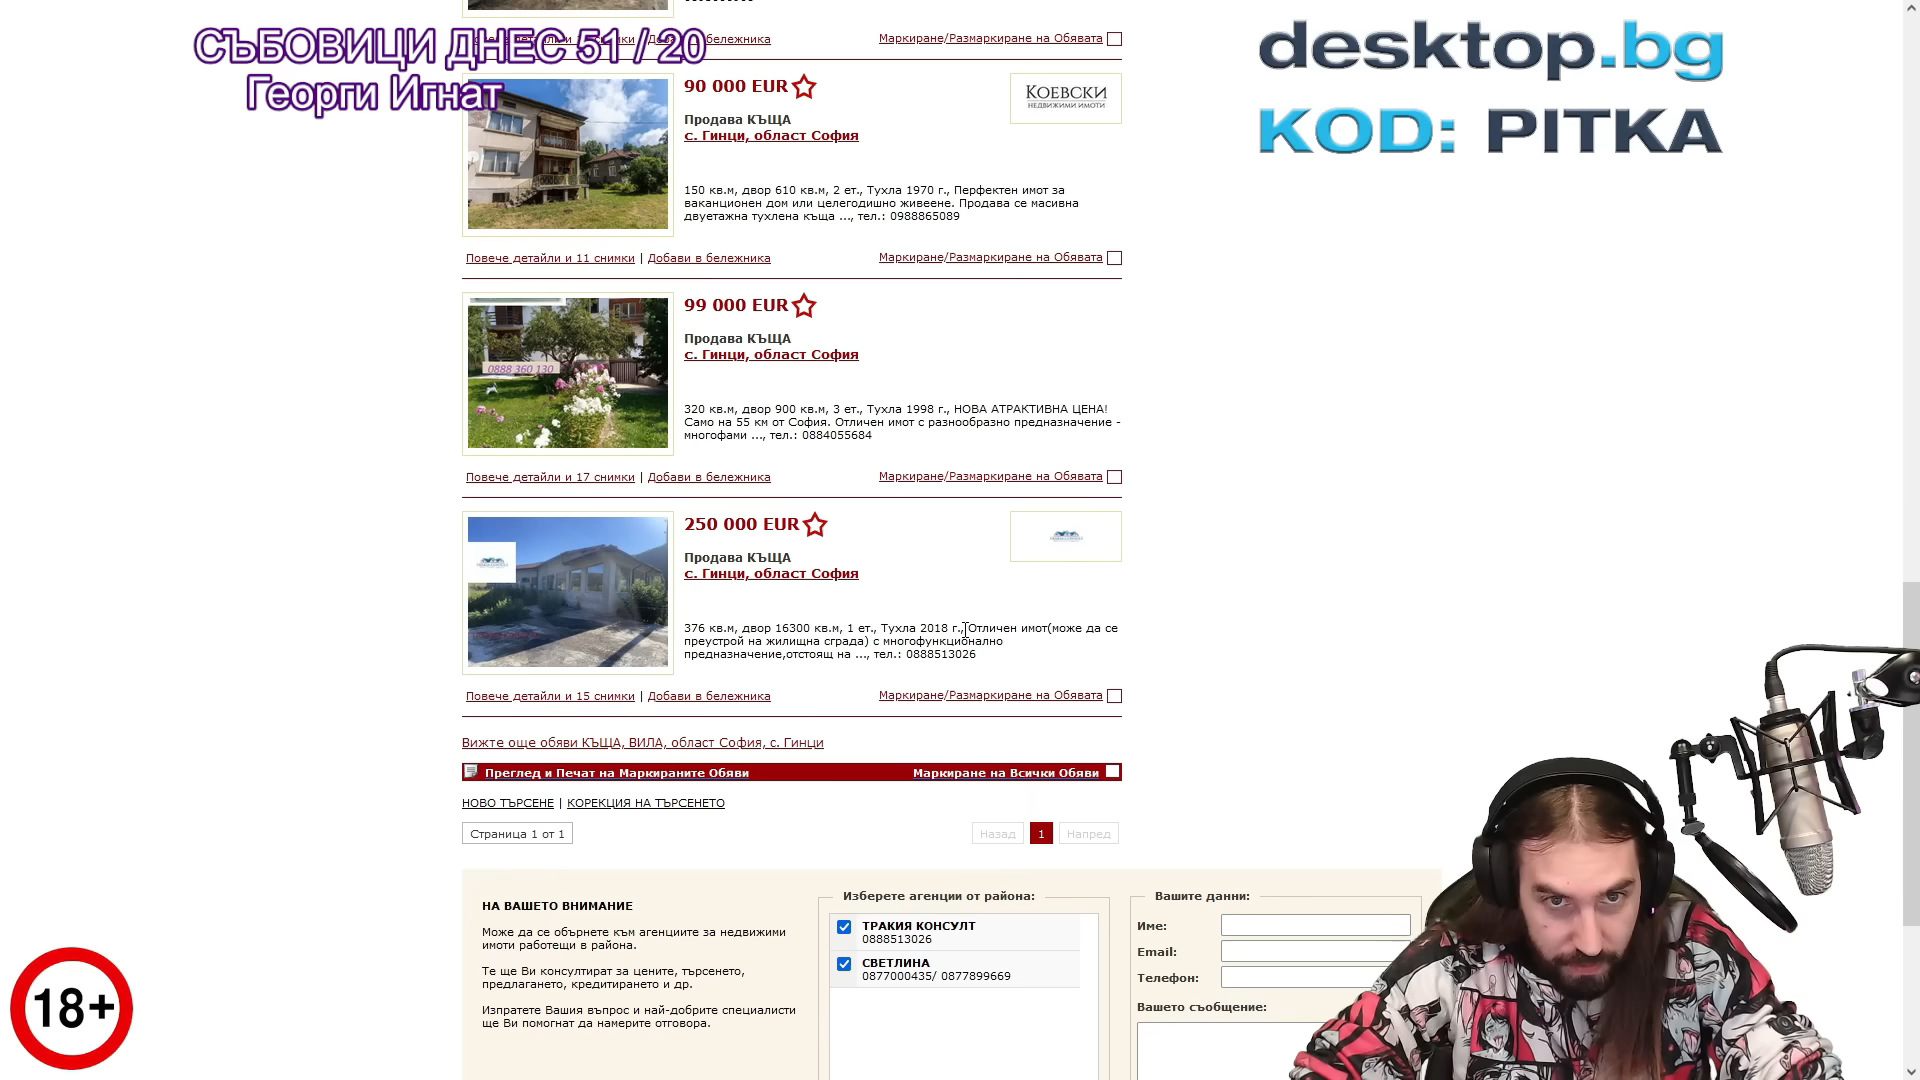 СЪБОВИЦИ ДНЕС 51 / 20
Георги Игнат
desktop.bg
KOD: PITKA
бележника
Маркиране/Размаркиране на Обявата
90 000 EUR
КОЕВСКИ
НЕДВИЖИМИ ИМОТИ
Продава КЪЩА
с. Гинци, област София
150 кв.м, двор 610 кв.м, 2 ет., Тухла 1970 г., Перфектен имот за
ваканционен дом или целегодишно живеене. Продава се масивна
двуетажна тухлена къща ..., тел.: 0988865089
Повече детайли и 11 снимки | Добави в бележника
Маркиране/Размаркиране на Обявата
99 000 EUR
Продава КЪЩА
с. Гинци, област София
0888 360 130
320 кв.м, двор 900 кв.м, 3 ет., Тухла 1998 г., НОВА АТРАКТИВНА ЦЕНА!
Само на 55 км от София. Отличен имот с разнообразно предназначение -
многофами ..., тел.: 0884055684
Повече детайли и 17 снимки | Добави в бележника
Маркиране/Размаркиране на Обявата
250 000 EUR
Продава КЪЩА
с. Гинци, област София
376 кв.м, двор 16300 кв.м, 1 ет., Тухла 2018 г., Отличен имот(може да се
преустрой на жилищна сграда) с многофункционално
предназначение,отстоящ на ..., тел.: 0888513026
Повече детайли и 15 снимки | Добави в бележника
Маркиране/Размаркиране на Обявата
Вижте още обяви КЪЩА, ВИЛА, област София, с. Гинци
Преглед и Печат на Маркираните Обяви
Маркиране на Всички Обяви
НОВО ТЪРСЕНЕ | КОРЕКЦИЯ НА ТЪРСЕНЕТО
Страница 1 от 1
Назад 1 Напред
НА ВАШЕТО ВНИМАНИЕ
Може да се обърнете към агенциите за недвижими
имоти работещи в района.
Те ще Ви консултират за цените, търсенето,
предлагането, кредитирането и др.
Изпратете Вашия въпрос и най-добрите специалисти
ще Ви помогнат да намерите отговора.
Изберете агенции от района:
ТРАКИЯ КОНСУЛТ
0888513026
СВЕТЛИНА
0877000435/ 0877899669
Вашите данни:
Име:
Email:
Телефон:
Вашето съобщение:
18+